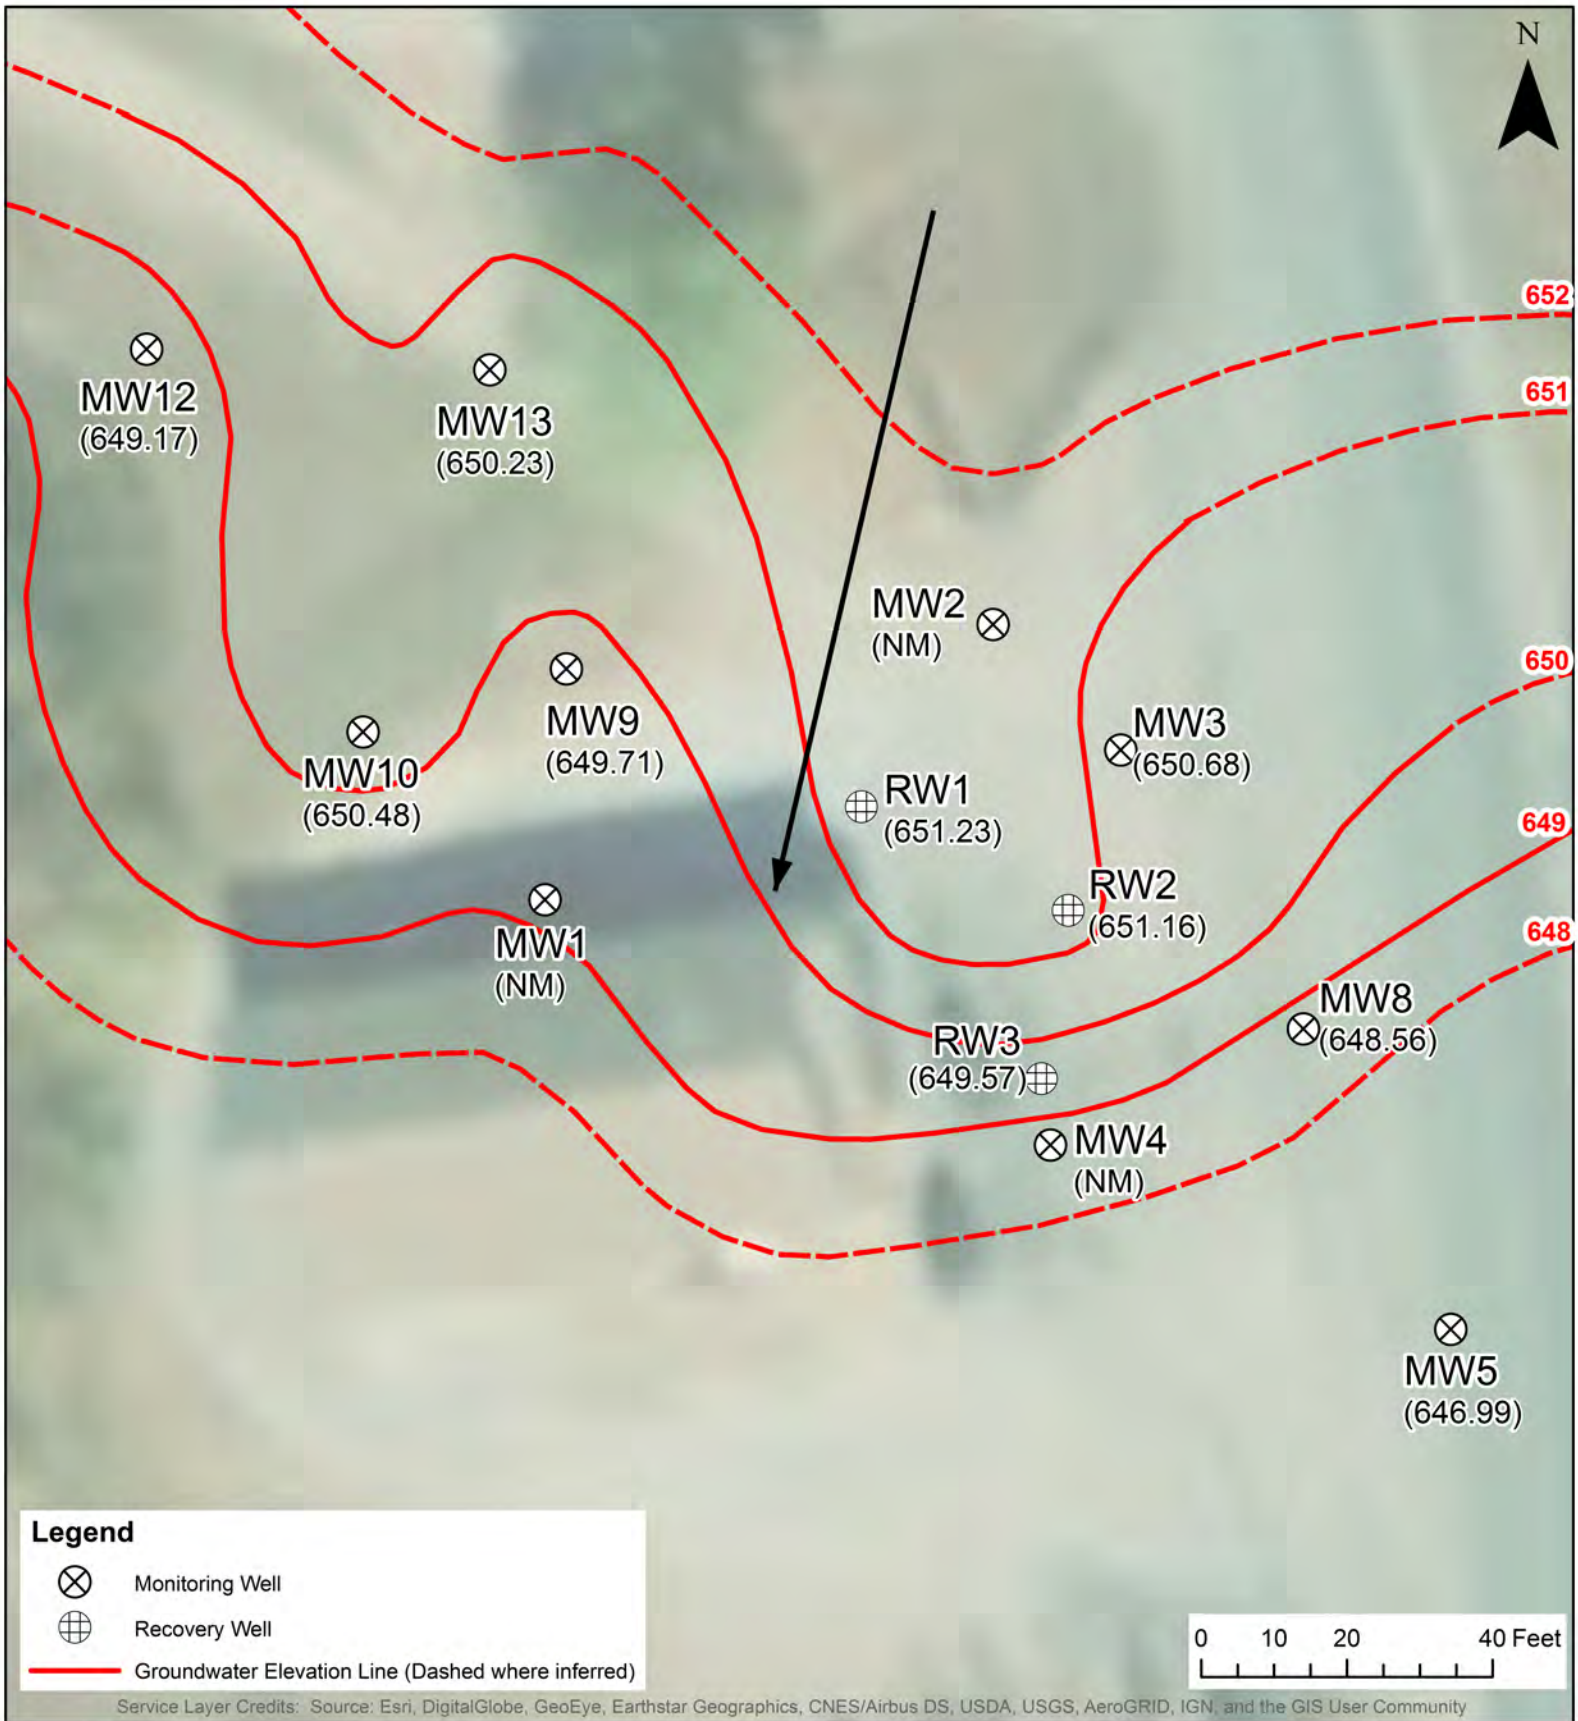 N
652
651
MW12
(649.17)
MW13
(650.23)
MW2
(NM)
650
MW9
(649.71)
MW3
(650.68)
MW10
(650.48)
RW1
(651.23)
649
RW2
(651.16)
MW1
(NM)
648
MW8
(648.56)
RW3
(649.57)
MW4
(NM)
MW5
(646.99)
Legend
Monitoring Well
Recovery Well
Groundwater Elevation Line (Dashed where inferred)
0 10 20 40 Feet
Service Layer Credits: Source: Esri, DigitalGlobe, GeoEye, Earthstar Geographics, CNES/Airbus DS, USDA, USGS, AeroGRID, IGN, and the GIS User Community